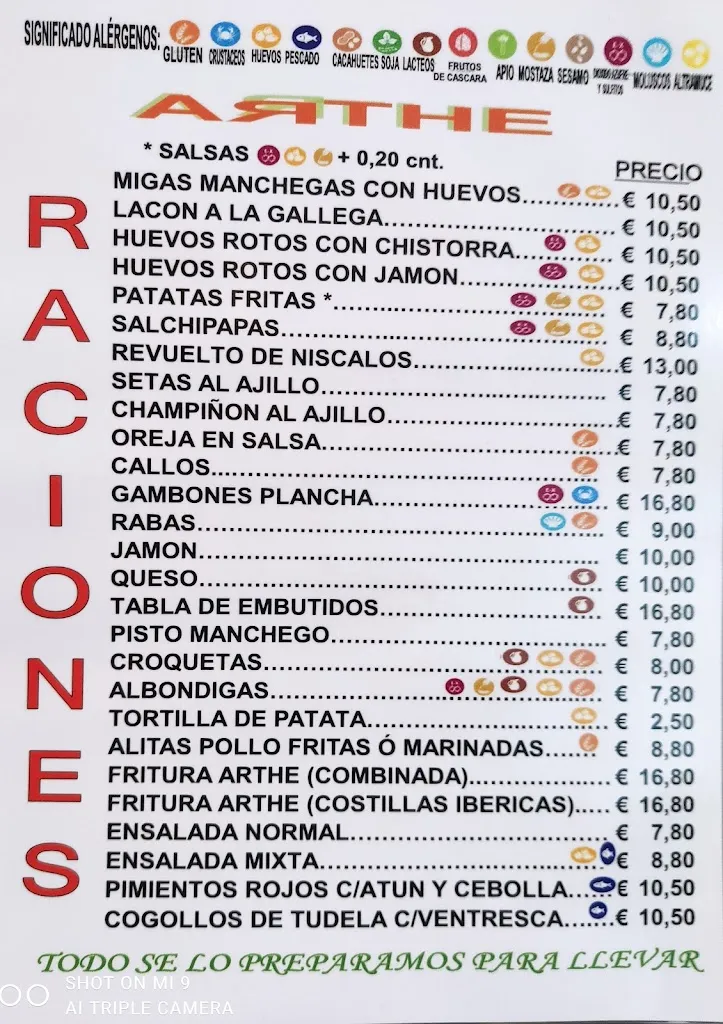 SIGNIFICADO ALÉRGENOS: GLUTEN CRUSTACEOS HUEVOS PESCADO CACAHUETES SOJA LACTEOS FRUTOS DE CASCARA APIO MOSTAZA SESAMO DIOXIDO AZUFRE Y SULFITOS MOLUSCOS ALTRAMUCE
ARTHE
* SALSAS + 0,20 cnt.
PRECIO
RACIONES
MIGAS MANCHEGAS CON HUEVOS..........€ 10,50
LACON A LA GALLEGA..........€ 10,50
HUEVOS ROTOS CON CHISTORRA..........€ 10,50
HUEVOS ROTOS CON JAMON..........€ 10,50
PATATAS FRITAS *..........€ 7,80
SALCHIPAPAS..........€ 8,80
REVUELTO DE NISCALOS..........€ 13,00
SETAS AL AJILLO..........€ 7,80
CHAMPIÑON AL AJILLO..........€ 7,80
OREJA EN SALSA..........€ 7,80
CALLOS..........€ 7,80
GAMBONES PLANCHA..........€ 16,80
RABAS..........€ 9,00
JAMON..........€ 10,00
QUESO..........€ 10,00
TABLA DE EMBUTIDOS..........€ 16,80
PISTO MANCHEGO..........€ 7,80
CROQUETAS..........€ 8,00
ALBONDIGAS..........€ 7,80
TORTILLA DE PATATA..........€ 2,50
ALITAS POLLO FRITAS Ó MARINADAS......€ 8,80
FRITURA ARTHE (COMBINADA)..........€ 16,80
FRITURA ARTHE (COSTILLAS IBERICAS).....€ 16,80
ENSALADA NORMAL..........€ 7,80
ENSALADA MIXTA..........€ 8,80
PIMIENTOS ROJOS C/ATUN Y CEBOLLA......€ 10,50
COGOLLOS DE TUDELA C/VENTRESCA.......€ 10,50
TODO SE LO PREPARAMOS PARA LLEVAR
SHOT ON MI 9
AI TRIPLE CAMERA